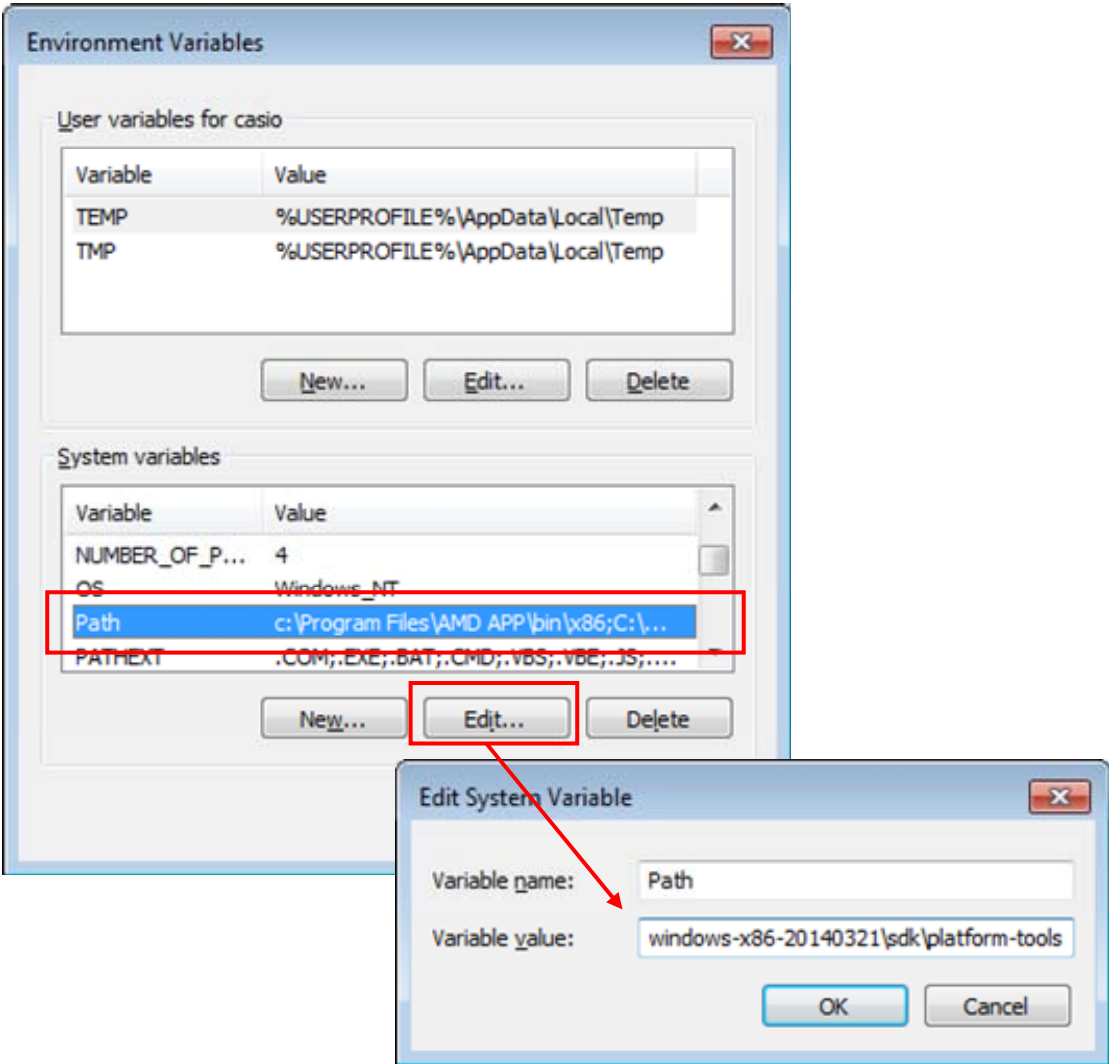 Environment Variables
User variables for casio
Variable Value
TEMP %USERPROFILE%\AppData\Local\Temp
TMP %USERPROFILE%\AppData\Local\Temp
New... Edit... Delete
System variables
Variable Value
NUMBER_OF_P... 4
OS Windows_NT
Path c:\Program Files\AMD APP\bin\x86;C:\...
PATHEXT .COM;.EXE;.BAT;.CMD;.VBS;.VBE;.JS;....
New... Edit... Delete
Edit System Variable
Variable name: Path
Variable value: windows-x86-20140321\sdk\platform-tools
OK Cancel